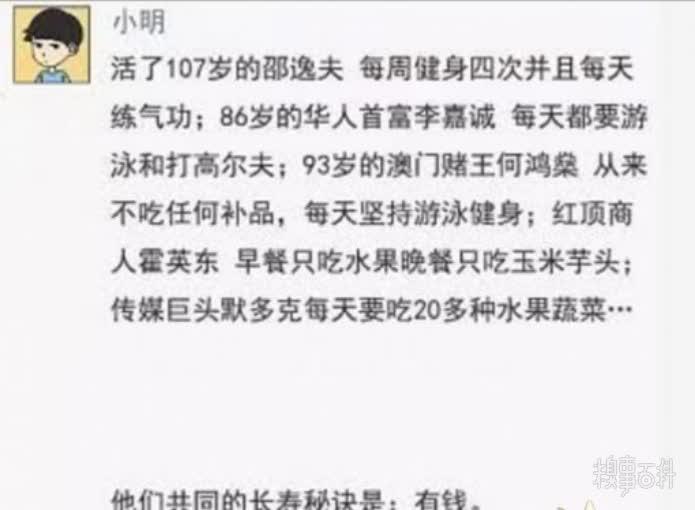 小明
活了107岁的邵逸夫 每周健身四次并且每天
练气功；86岁的华人首富李嘉诚 每天都要游
泳和打高尔夫；93岁的澳门赌王何鸿燊 从来
不吃任何补品，每天坚持游泳健身；红顶商
人霍英东 早餐只吃水果晚餐只吃玉米芋头；
传媒巨头默多克每天要吃20多种水果蔬菜…
糗事百科
他们共同的长寿秘诀是：有钱。